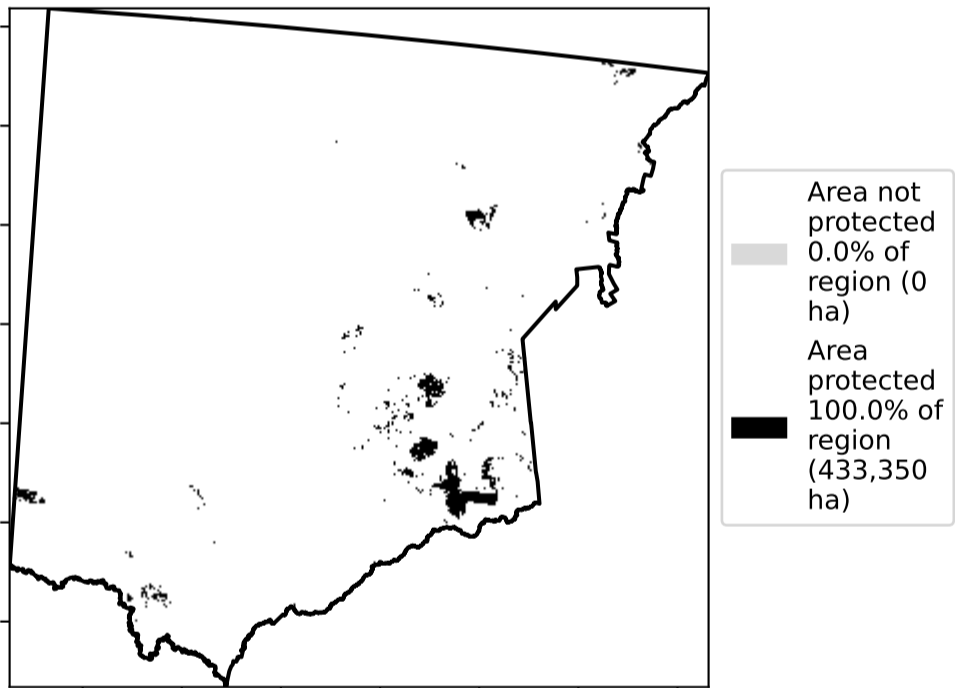 Area not
protected
0.0% of
region (0
ha)
Area
protected
100.0% of
region
(433,350
ha)